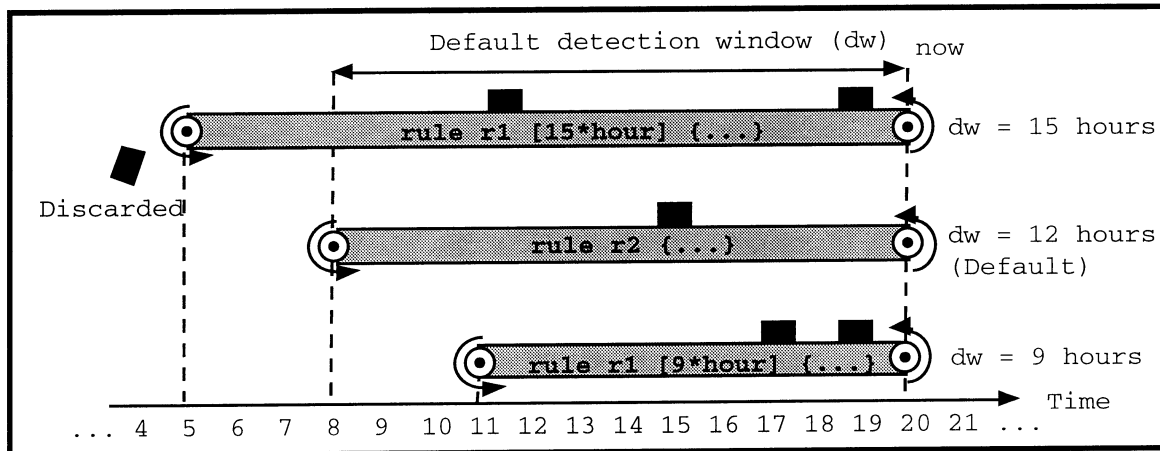 Default detection window (dw)
now
rule r1 [15*hour] {...}
dw = 15 hours
Discarded
rule r2 {...}
dw = 12 hours
(Default)
rule r1 [9*hour] {...}
dw = 9 hours
Time
... 4 5 6 7 8 9 10 11 12 13 14 15 16 17 18 19 20 21 ...